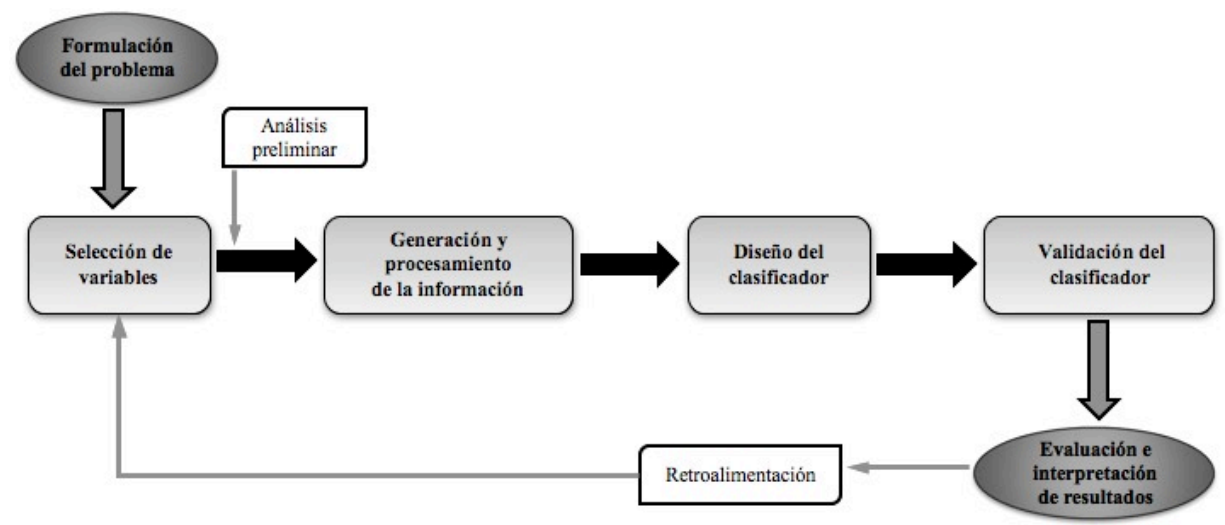 Formulación
del problema
Análisis
preliminar
Selección de
variables
Generación y
procesamiento
de la información
Diseño del
clasificador
Validación del
clasificador
Evaluación e
interpretación
de resultados
Retroalimentación